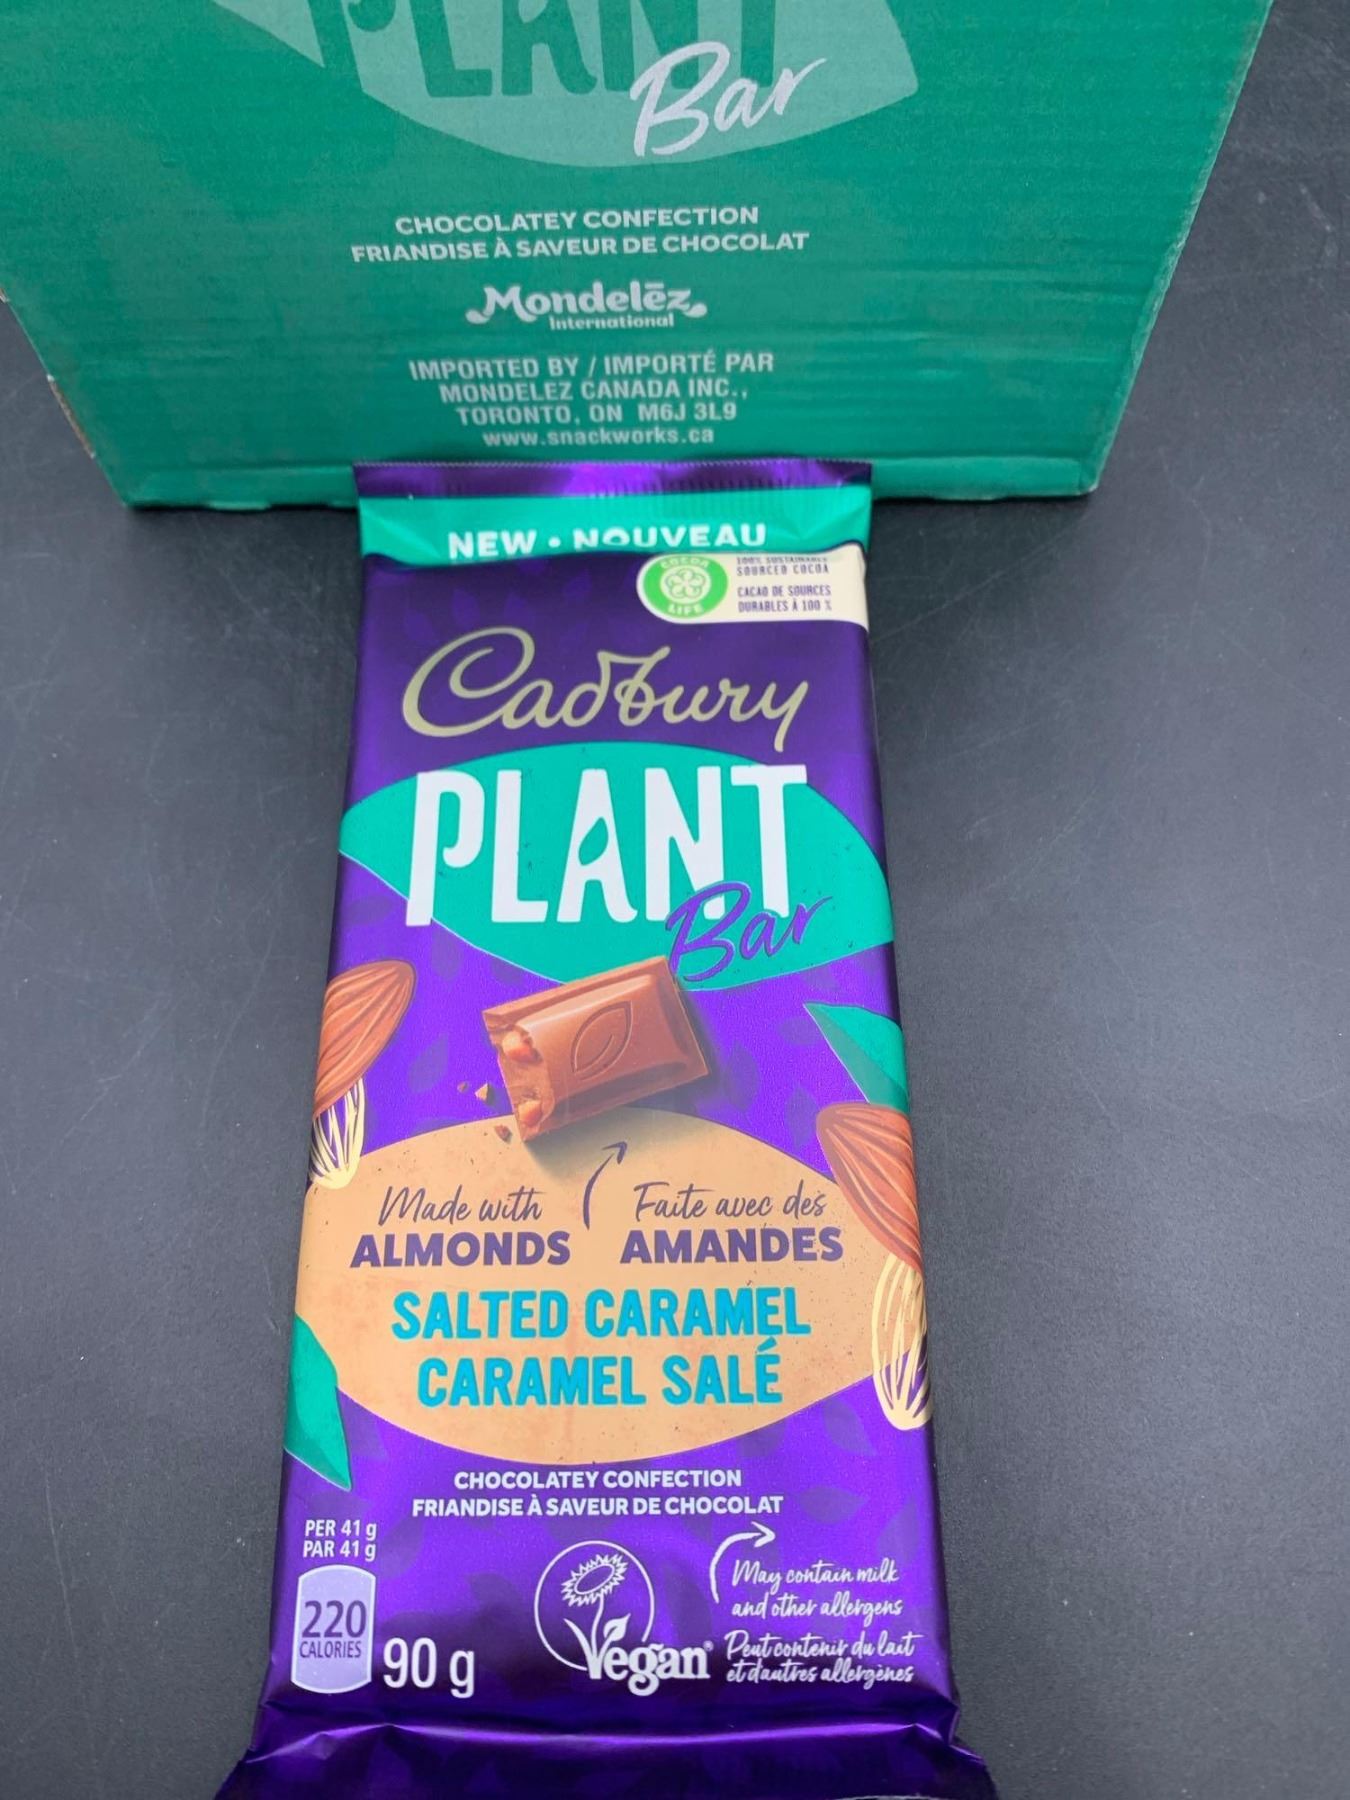 PLANT
Bar
CHOCOLATEY CONFECTION
FRIANDISE À SAVEUR DE CHOCOLAT
Mondelēz
International
IMPORTED BY / IMPORTÉ PAR
MONDELEZ CANADA INC.,
TORONTO, ON M6J 3L9
www.snackworks.ca
NEW • NOUVEAU
COCOA
LIFE
100% SUSTAINABLY
SOURCED COCOA
CACAO DE SOURCES
DURABLES À 100 %
Cadbury
PLANT
Bar
Made with
ALMONDS
Faite avec des
AMANDES
SALTED CARAMEL
CARAMEL SALÉ
CHOCOLATEY CONFECTION
FRIANDISE À SAVEUR DE CHOCOLAT
PER 41 g
PAR 41 g
220
CALORIES
90 g
Vegan
May contain milk
and other allergens
Peut contenir du lait
et d'autres allergènes